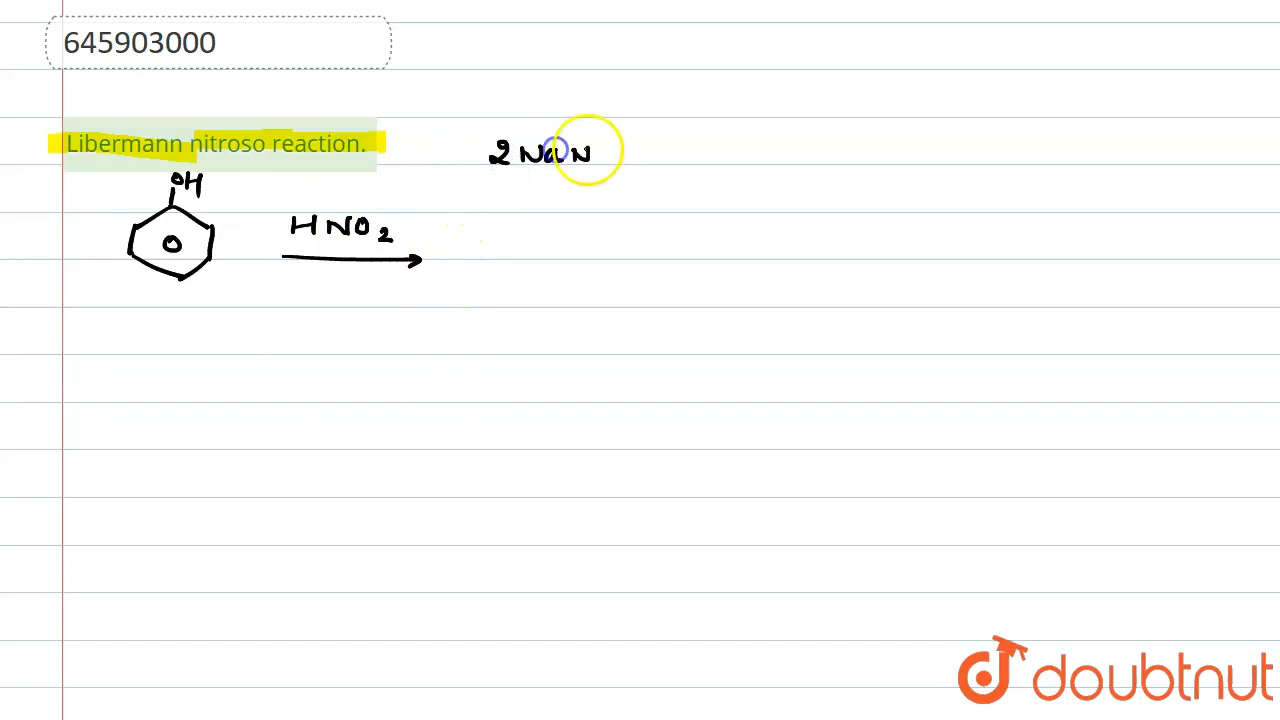 645903000
Libermann nitroso reaction.
2NaN
OH
HNO2
doubtnut